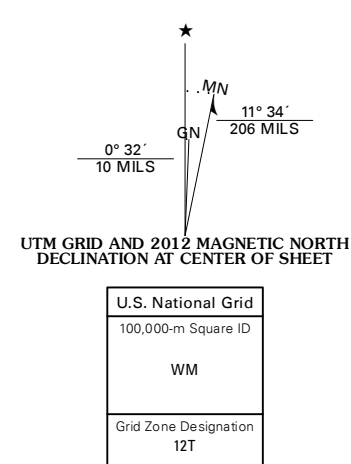 ★
MN
GN
11° 34´
206 MILS
0° 32´
10 MILS
UTM GRID AND 2012 MAGNETIC NORTH
DECLINATION AT CENTER OF SHEET
U.S. National Grid
100,000-m Square ID
WM
Grid Zone Designation
12T